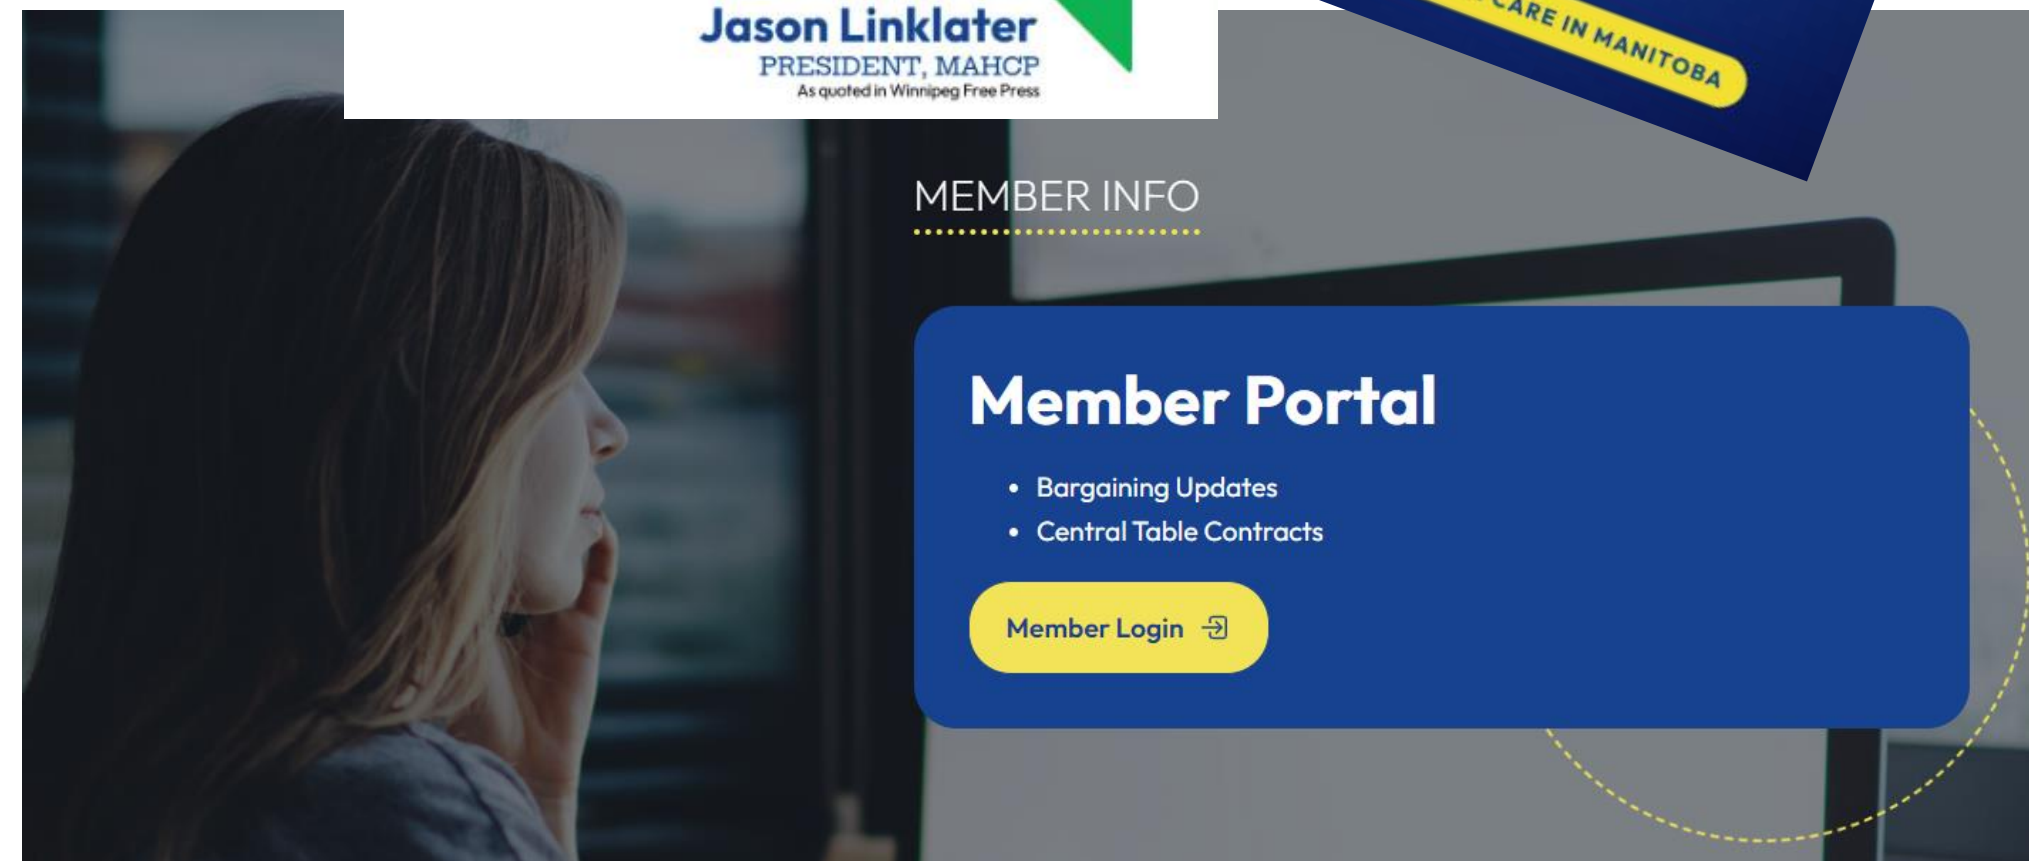 Jason Linklater
PRESIDENT, MAHCP
As quoted in Winnipeg Free Press
CARE IN MANITOBA
MEMBER INFO
Member Portal
• Bargaining Updates
• Central Table Contracts
Member Login